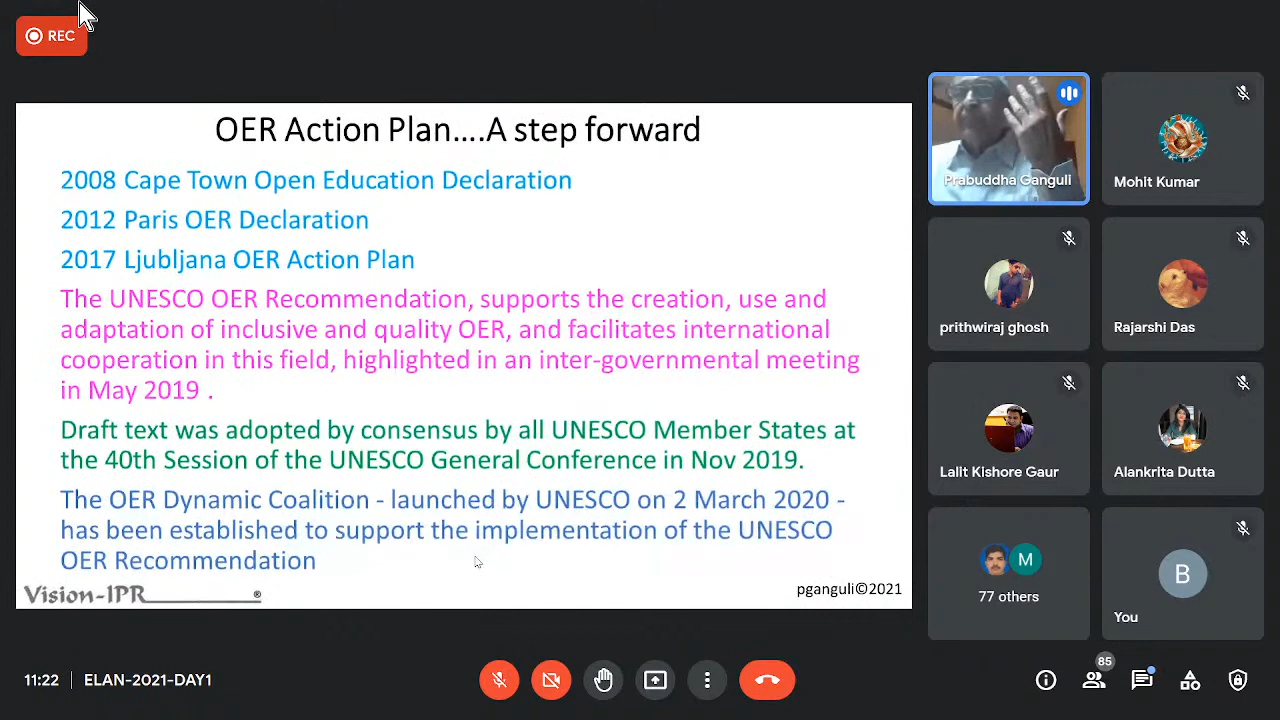 REC
OER Action Plan....A step forward
2008 Cape Town Open Education Declaration
2012 Paris OER Declaration
2017 Ljubljana OER Action Plan
The UNESCO OER Recommendation, supports the creation, use and
adaptation of inclusive and quality OER, and facilitates international
cooperation in this field, highlighted in an inter-governmental meeting
in May 2019 .
Draft text was adopted by consensus by all UNESCO Member States at
the 40th Session of the UNESCO General Conference in Nov 2019.
The OER Dynamic Coalition - launched by UNESCO on 2 March 2020 -
has been established to support the implementation of the UNESCO
OER Recommendation
Vision-IPR®
pganguli©2021
Prabuddha Ganguli
Mohit Kumar
prithwiraj ghosh
Rajarshi Das
Lalit Kishore Gaur
Alankrita Dutta
M
77 others
B
You
11:22 | ELAN-2021-DAY1
85